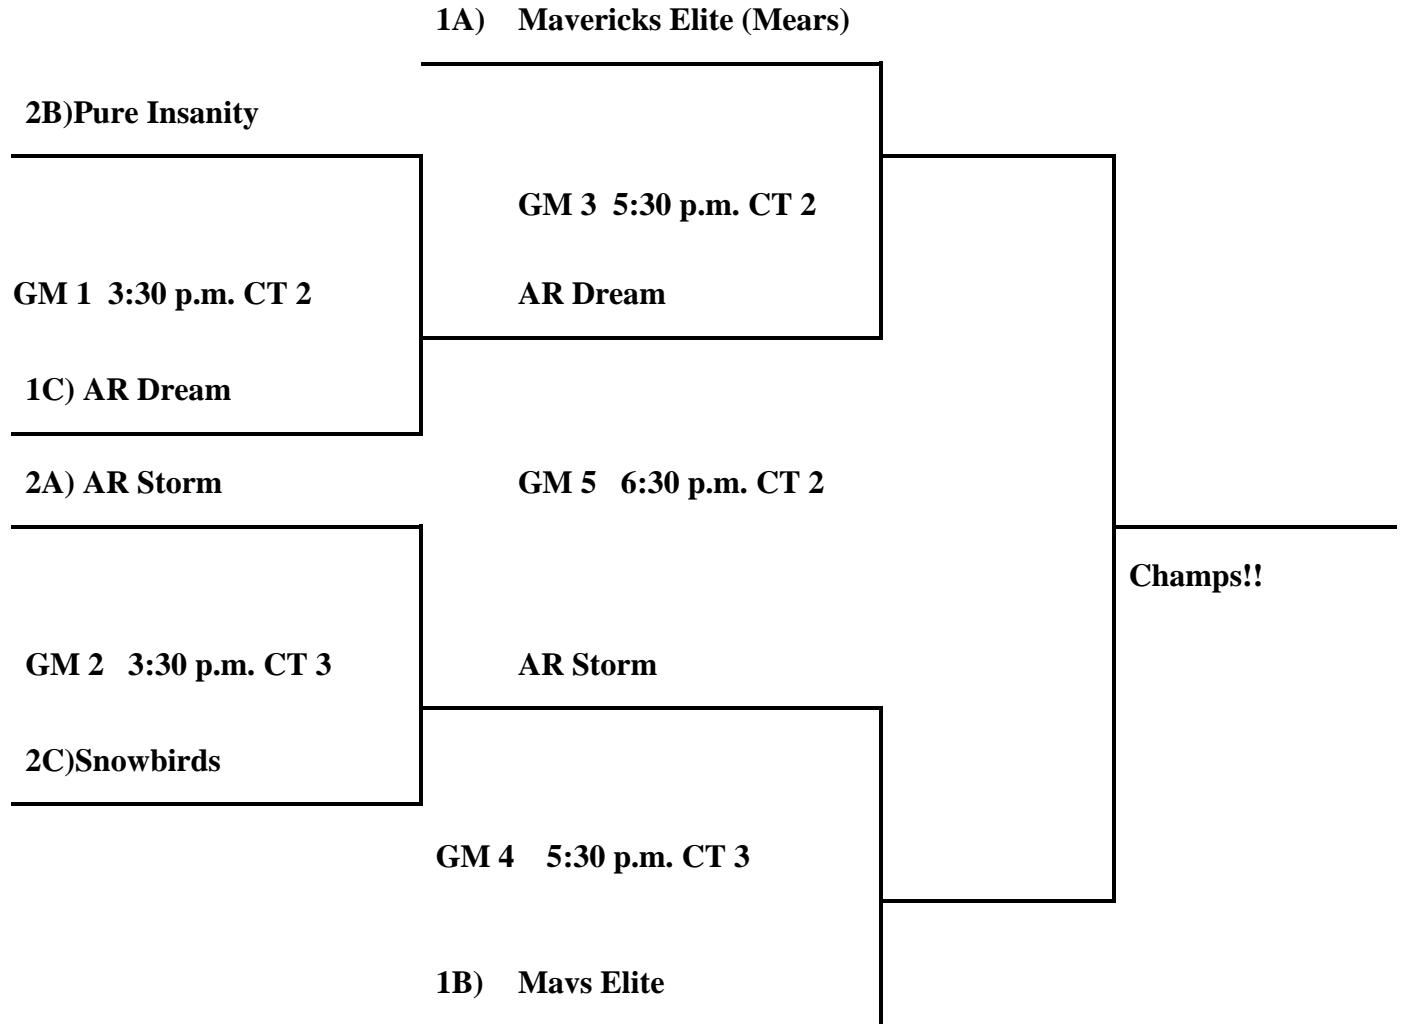 1A) Mavericks Elite (Mears)
2B)Pure Insanity
GM 3 5:30 p.m. CT 2
GM 1 3:30 p.m. CT 2
AR Dream
1C) AR Dream
2A) AR Storm
GM 5 6:30 p.m. CT 2
Champs!!
GM 2 3:30 p.m. CT 3
AR Storm
2C)Snowbirds
GM 4 5:30 p.m. CT 3
1B) Mavs Elite